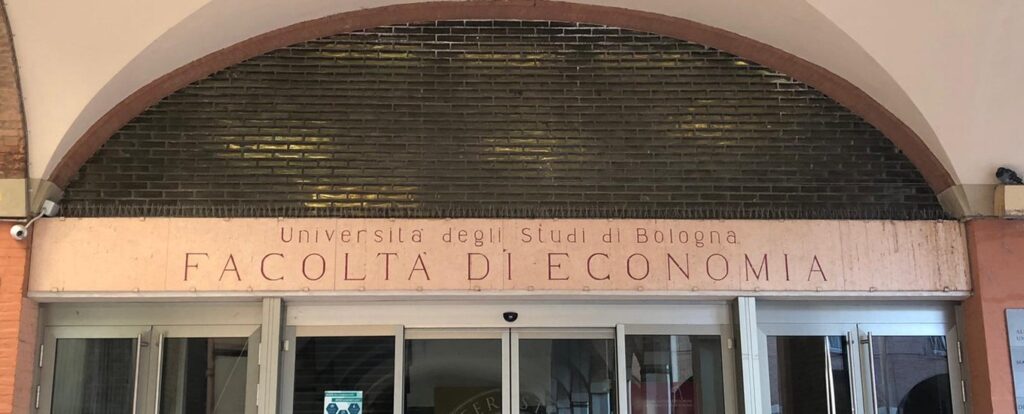 Università degli Studi di Bologna
FACOLTÀ DI ECONOMIA